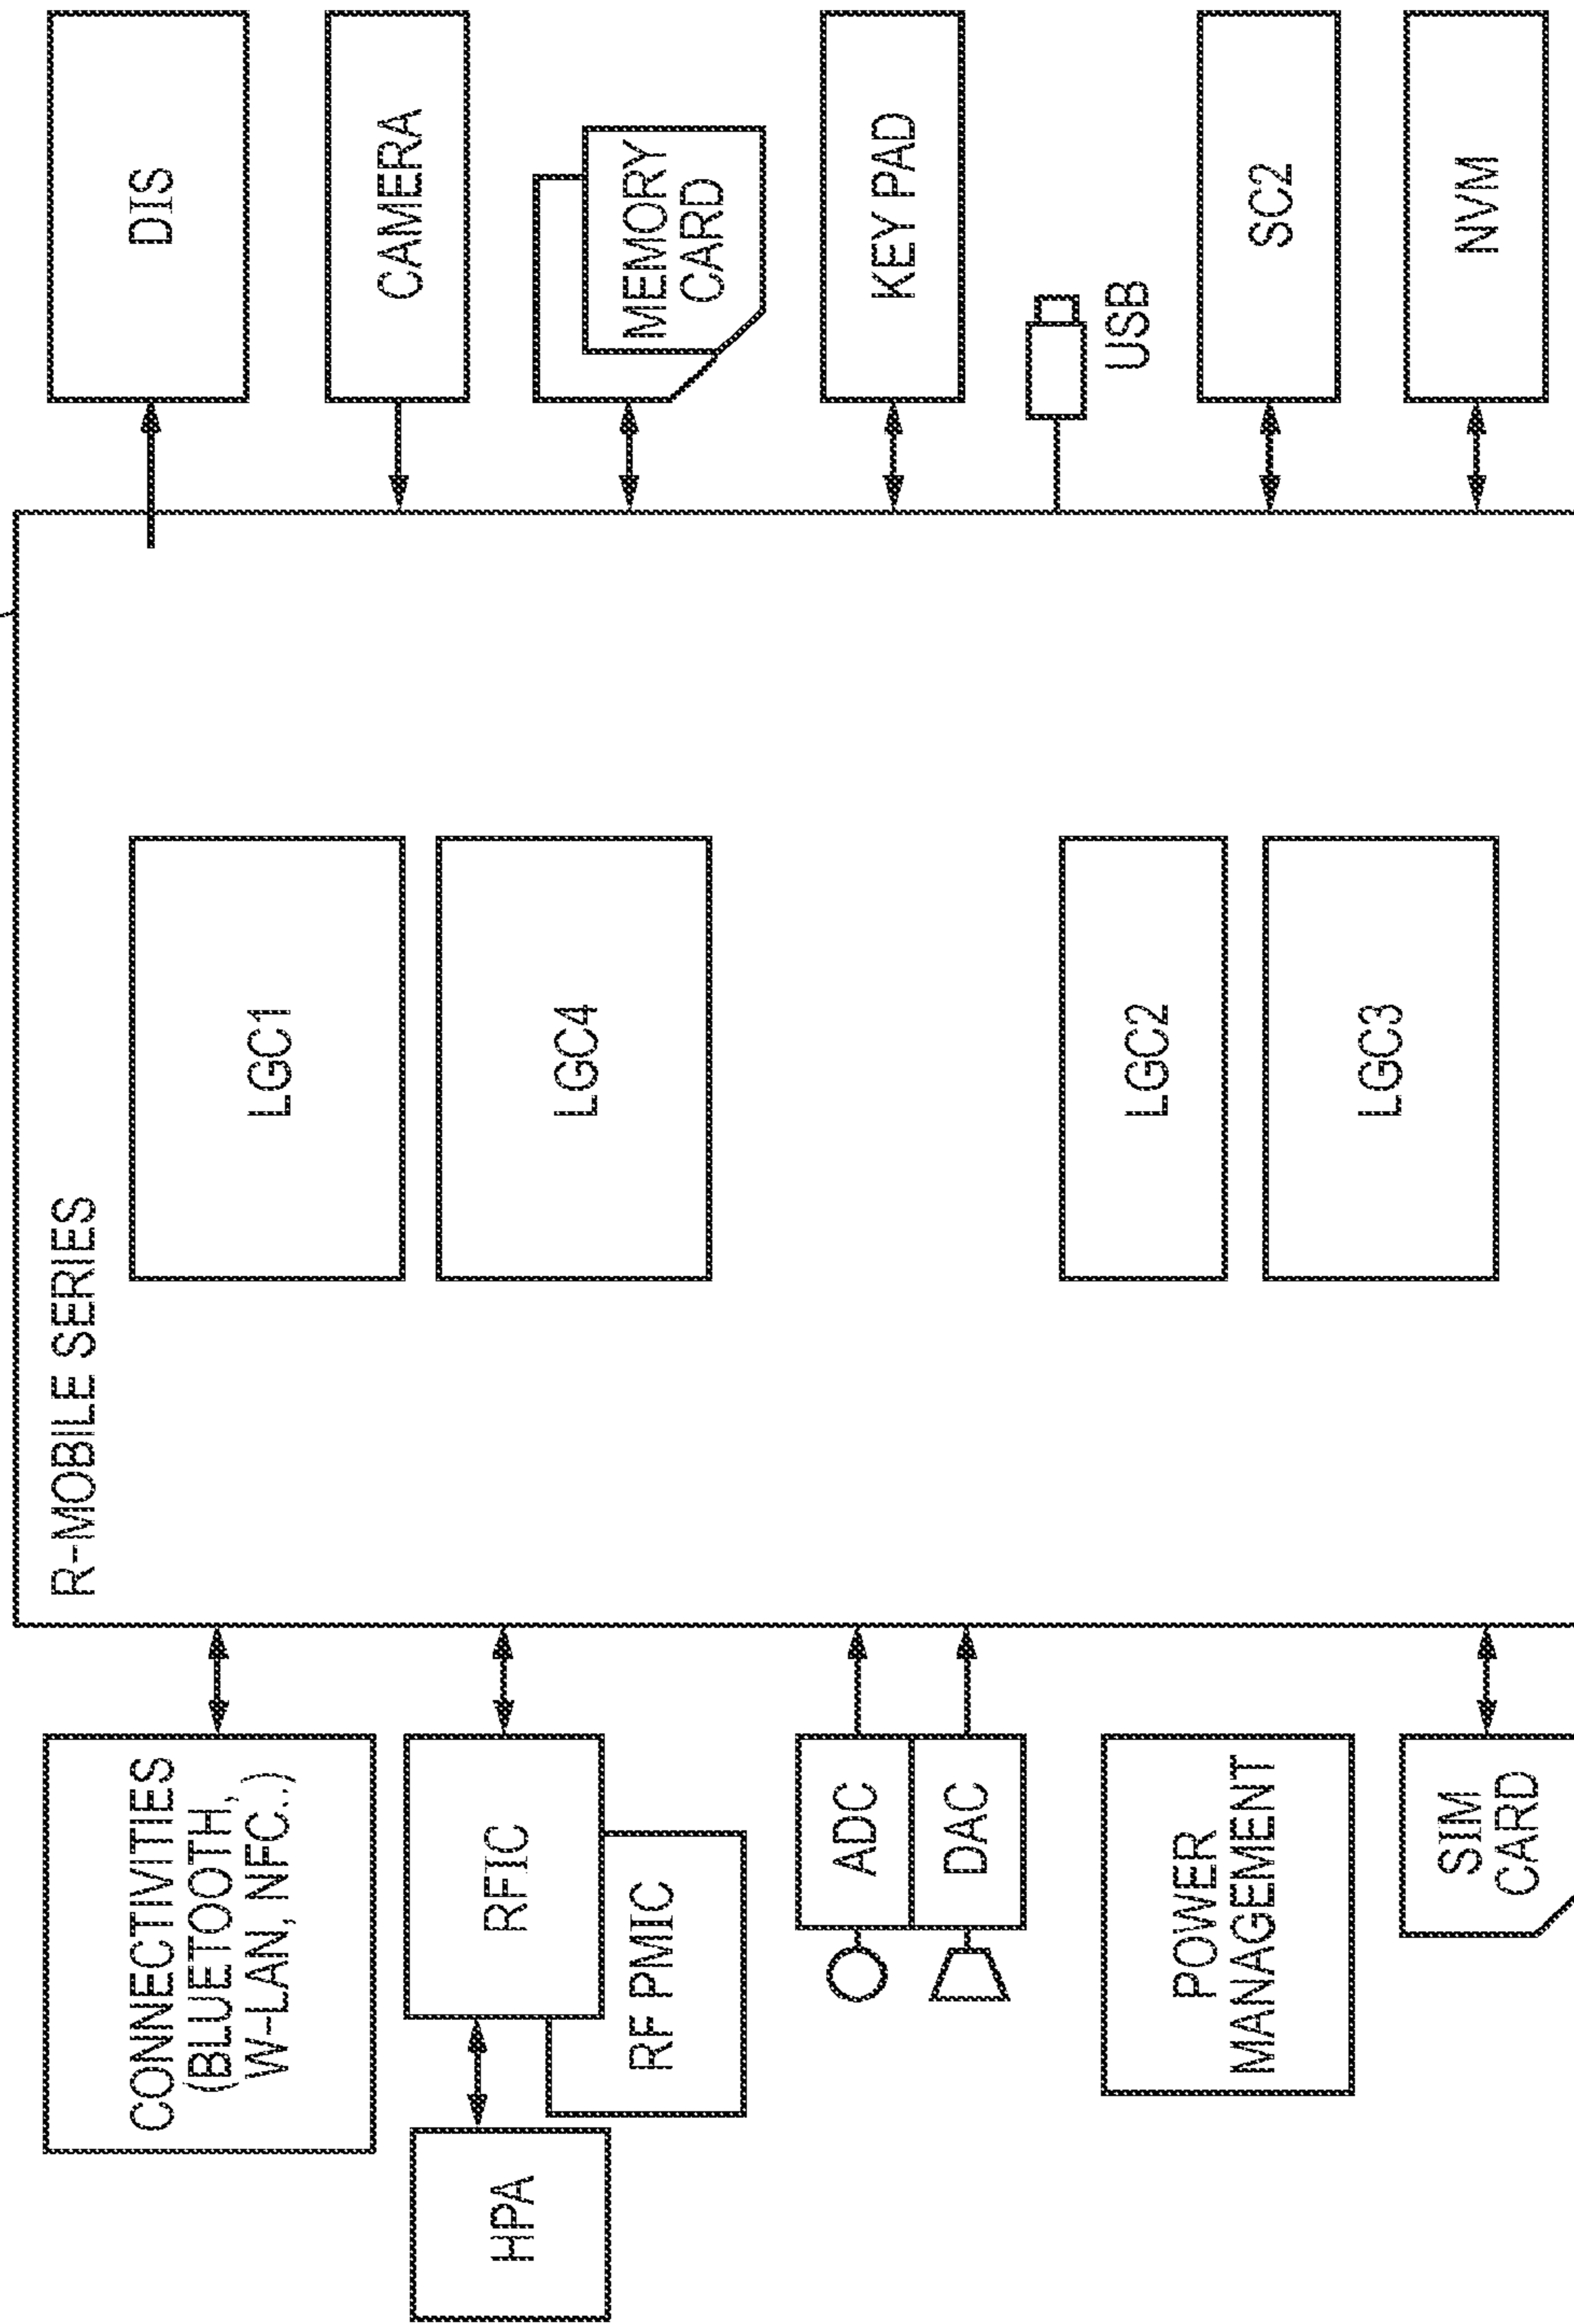 CONNECTIVITIES
(BLUETOOTH,
W-LAN, NFC..)
HPA
RFIC
RF PMIC
ADC
DAC
POWER
MANAGEMENT
SIM
CARD
R-MOBILE SERIES
LGC1
LGC4
LGC2
LGC3
DIS
CAMERA
MEMORY
CARD
KEY PAD
USB
SC2
NVM